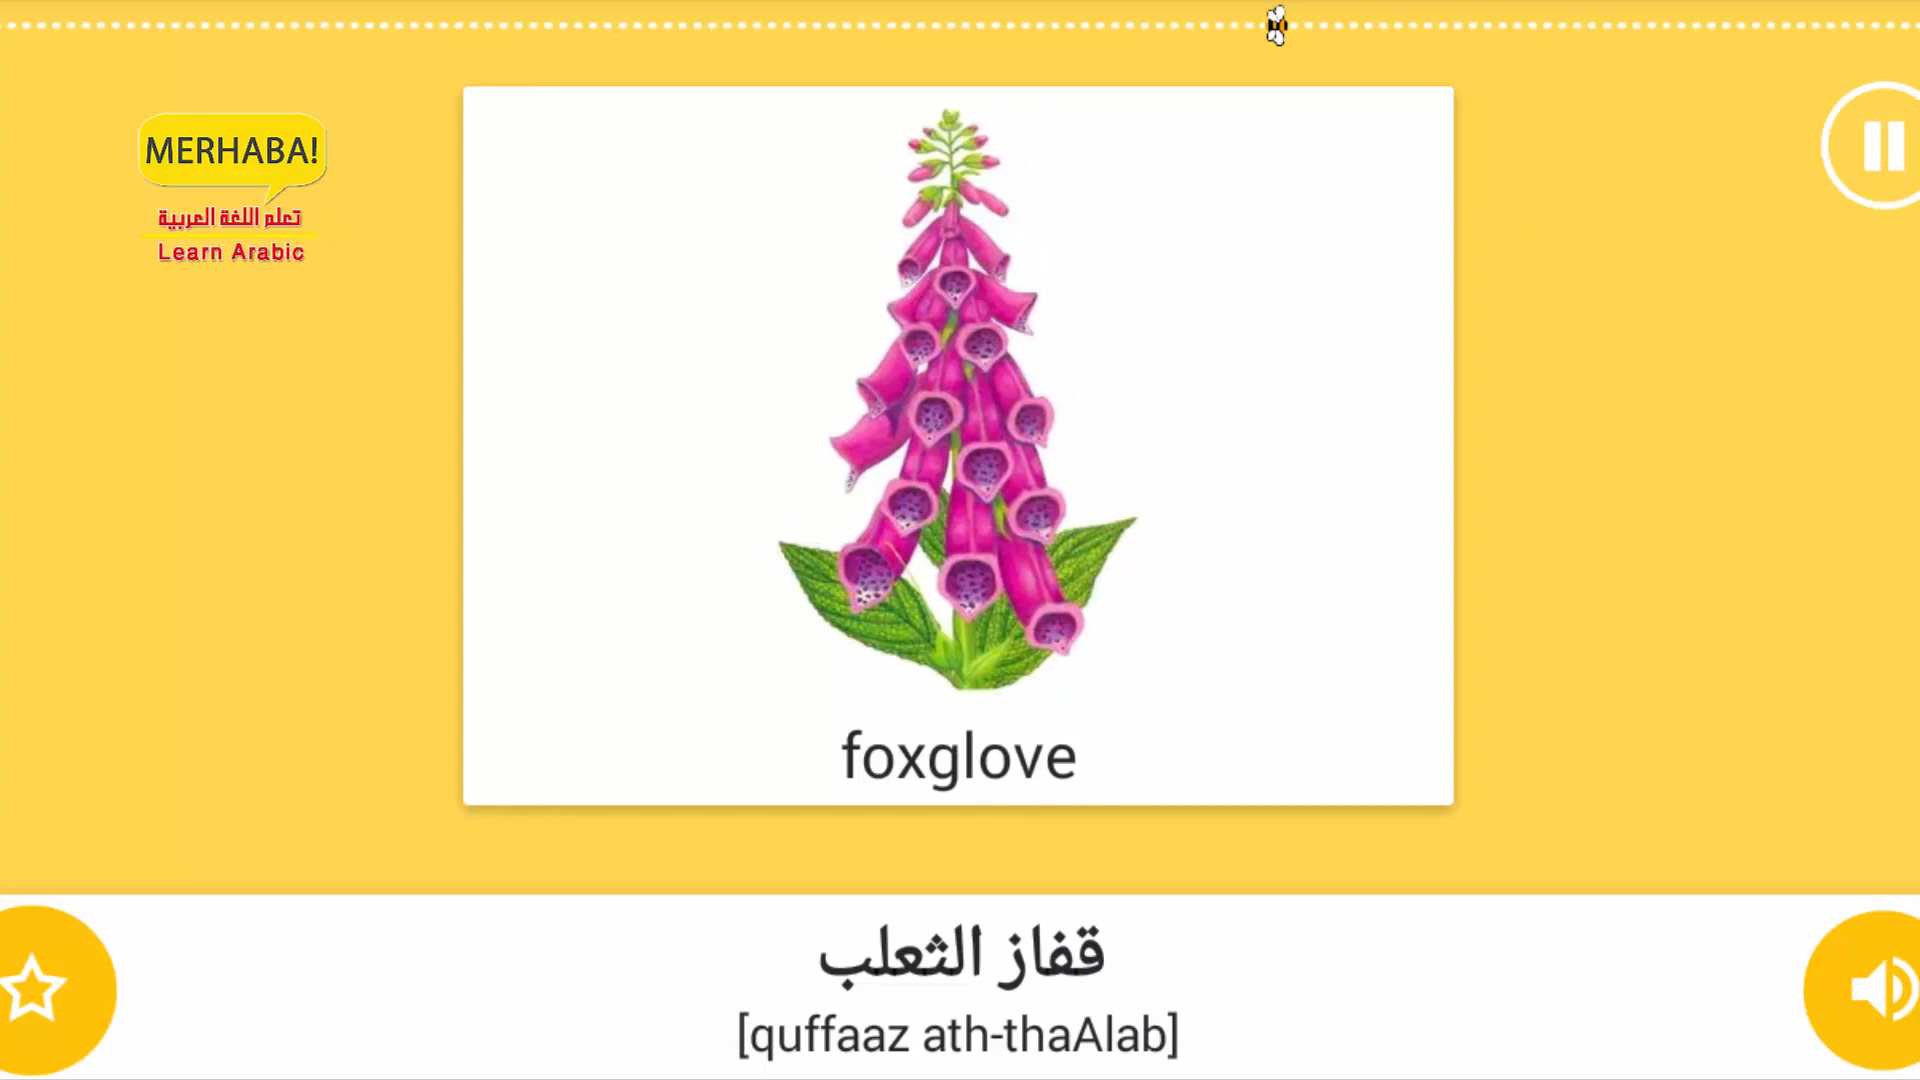 MERHABA!
تعلم اللغة العربية
Learn Arabic
foxglove
قفاز الثعلب
[quffaaz ath-thaAlab]